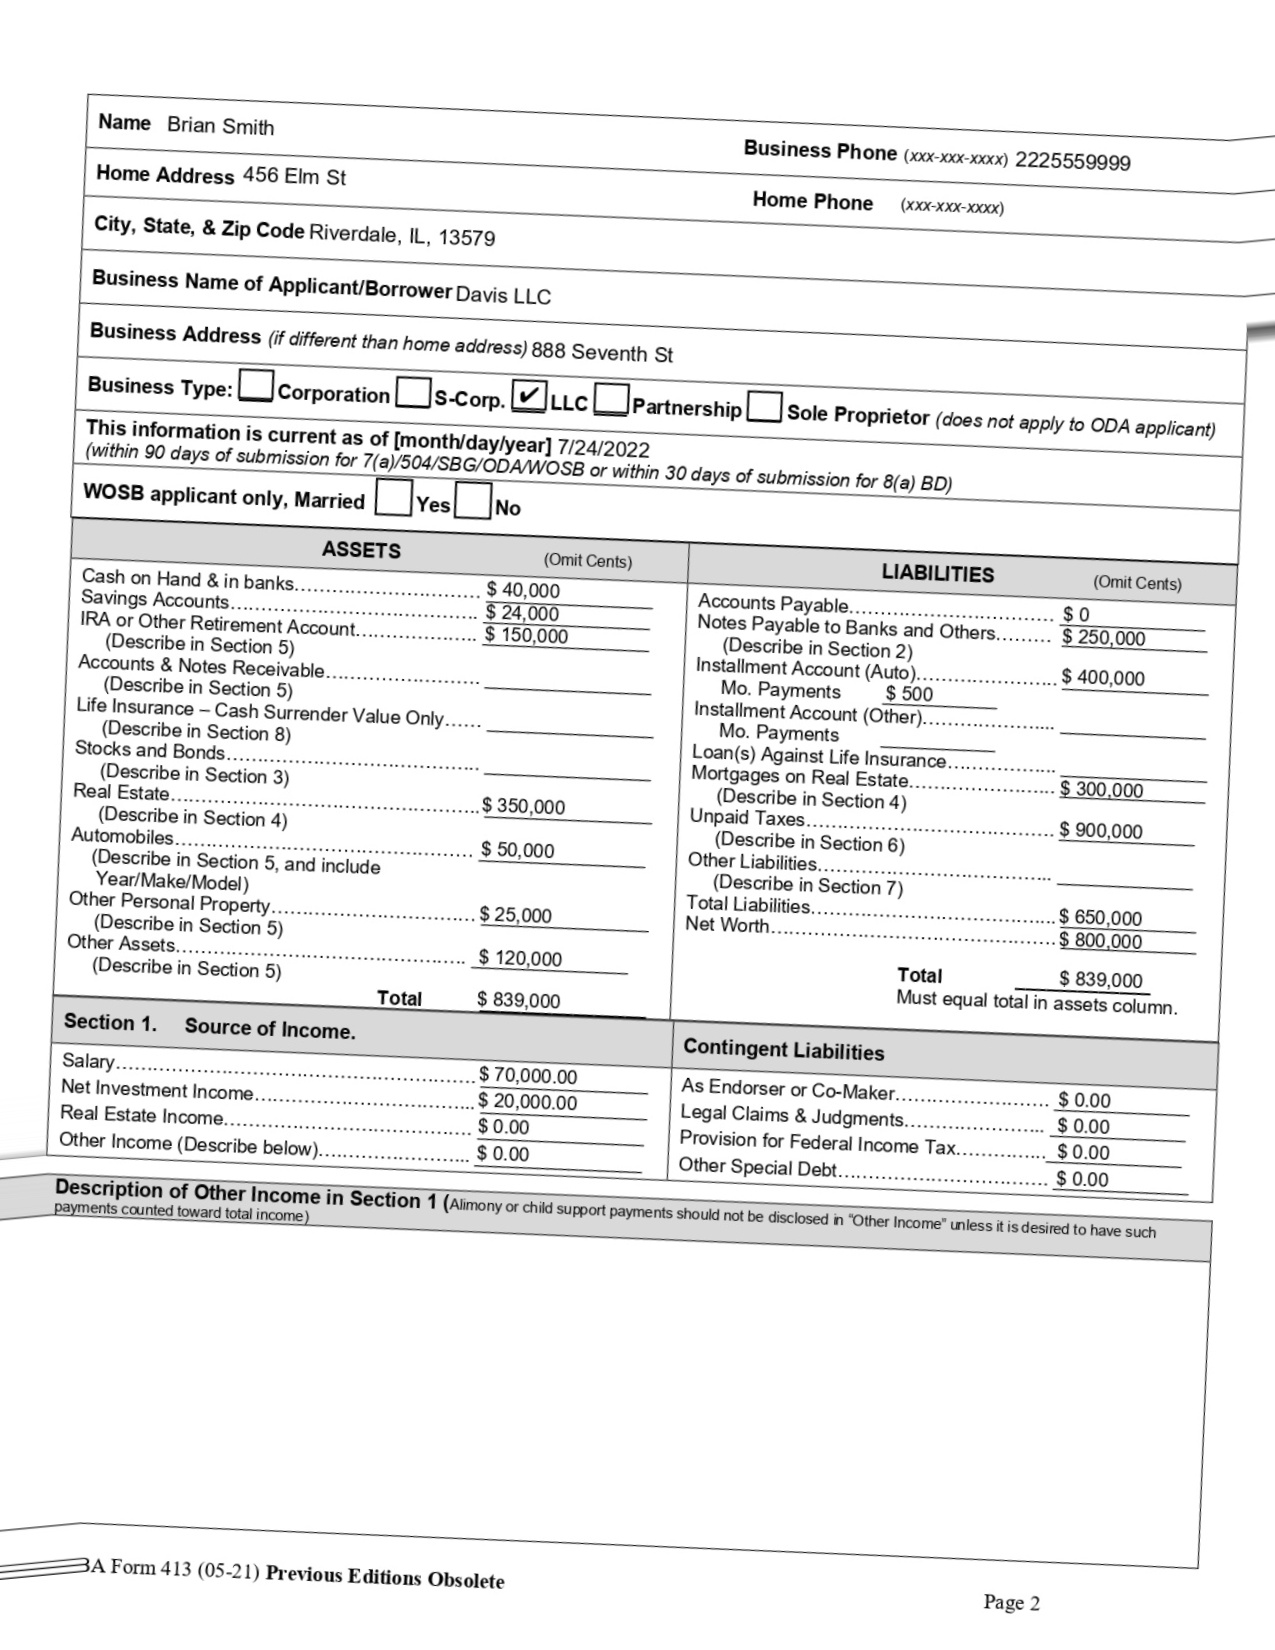 Name Brian Smith Business Phone (xxx-xxx-xxxx) 2225559999
Home Address 456 Elm St Home Phone (xxx-xxx-xxxx)
City, State, & Zip Code Riverdale, IL, 13579
Business Name of Applicant/Borrower Davis LLC
Business Address (if different than home address) 888 Seventh St
Business Type: Corporation S-Corp. ✔ LLC Partnership Sole Proprietor (does not apply to ODA applicant)
This information is current as of [month/day/year] 7/24/2022
(within 90 days of submission for 7(a)/504/SBG/ODA/WOSB or within 30 days of submission for 8(a) BD)
WOSB applicant only, Married Yes No
ASSETS (Omit Cents)
Cash on Hand & in banks $ 40,000
Savings Accounts $ 24,000
IRA or Other Retirement Account $ 150,000
(Describe in Section 5)
Accounts & Notes Receivable
(Describe in Section 5)
Life Insurance – Cash Surrender Value Only
(Describe in Section 8)
Stocks and Bonds
(Describe in Section 3)
Real Estate $ 350,000
(Describe in Section 4)
Automobiles $ 50,000
(Describe in Section 5, and include
Year/Make/Model)
Other Personal Property $ 25,000
(Describe in Section 5)
Other Assets $ 120,000
(Describe in Section 5)
Total $ 839,000
LIABILITIES (Omit Cents)
Accounts Payable $ 0
Notes Payable to Banks and Others $ 250,000
(Describe in Section 2)
Installment Account (Auto) $ 400,000
Mo. Payments $ 500
Installment Account (Other)
Mo. Payments
Loan(s) Against Life Insurance
Mortgages on Real Estate $ 300,000
(Describe in Section 4)
Unpaid Taxes $ 900,000
(Describe in Section 6)
Other Liabilities
(Describe in Section 7)
Total Liabilities $ 650,000
Net Worth $ 800,000
Total $ 839,000
Must equal total in assets column.
Section 1. Source of Income.
Salary $ 70,000.00
Net Investment Income $ 20,000.00
Real Estate Income $ 0.00
Other Income (Describe below) $ 0.00
Contingent Liabilities
As Endorser or Co-Maker $ 0.00
Legal Claims & Judgments $ 0.00
Provision for Federal Income Tax $ 0.00
Other Special Debt $ 0.00
Description of Other Income in Section 1 (Alimony or child support payments should not be disclosed in "Other Income" unless it is desired to have such
payments counted toward total income)
BA Form 413 (05-21) Previous Editions Obsolete
Page 2